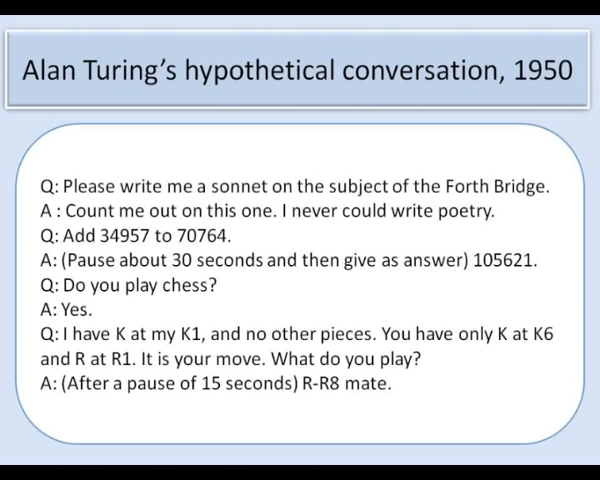 Alan Turing’s hypothetical conversation, 1950
Q: Please write me a sonnet on the subject of the Forth Bridge.
A : Count me out on this one. I never could write poetry.
Q: Add 34957 to 70764.
A: (Pause about 30 seconds and then give as answer) 105621.
Q: Do you play chess?
A: Yes.
Q: I have K at my K1, and no other pieces. You have only K at K6
and R at R1. It is your move. What do you play?
A: (After a pause of 15 seconds) R-R8 mate.